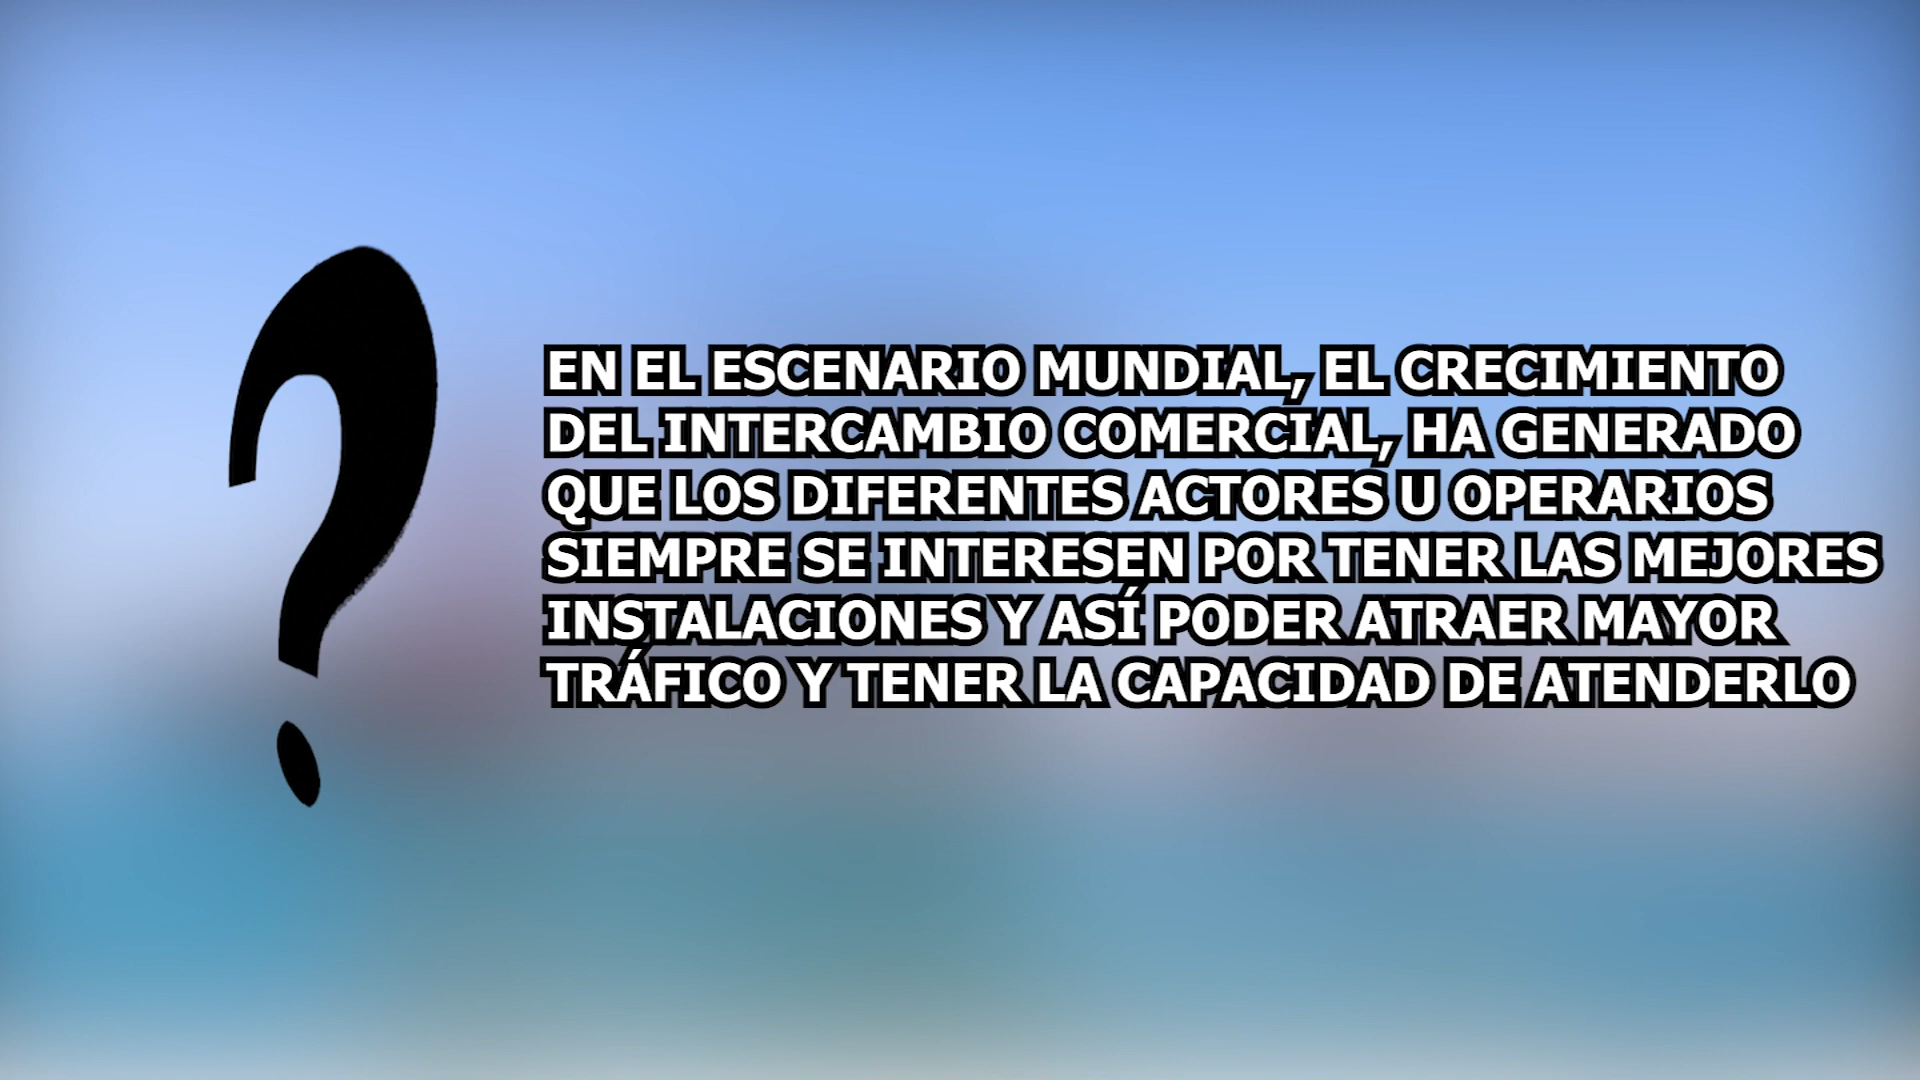 EN EL ESCENARIO MUNDIAL, EL CRECIMIENTO
DEL INTERCAMBIO COMERCIAL, HA GENERADO
QUE LOS DIFERENTES ACTORES U OPERARIOS
SIEMPRE SE INTERESEN POR TENER LAS MEJORES
INSTALACIONES Y ASÍ PODER ATRAER MAYOR
TRÁFICO Y TENER LA CAPACIDAD DE ATENDERLO
?